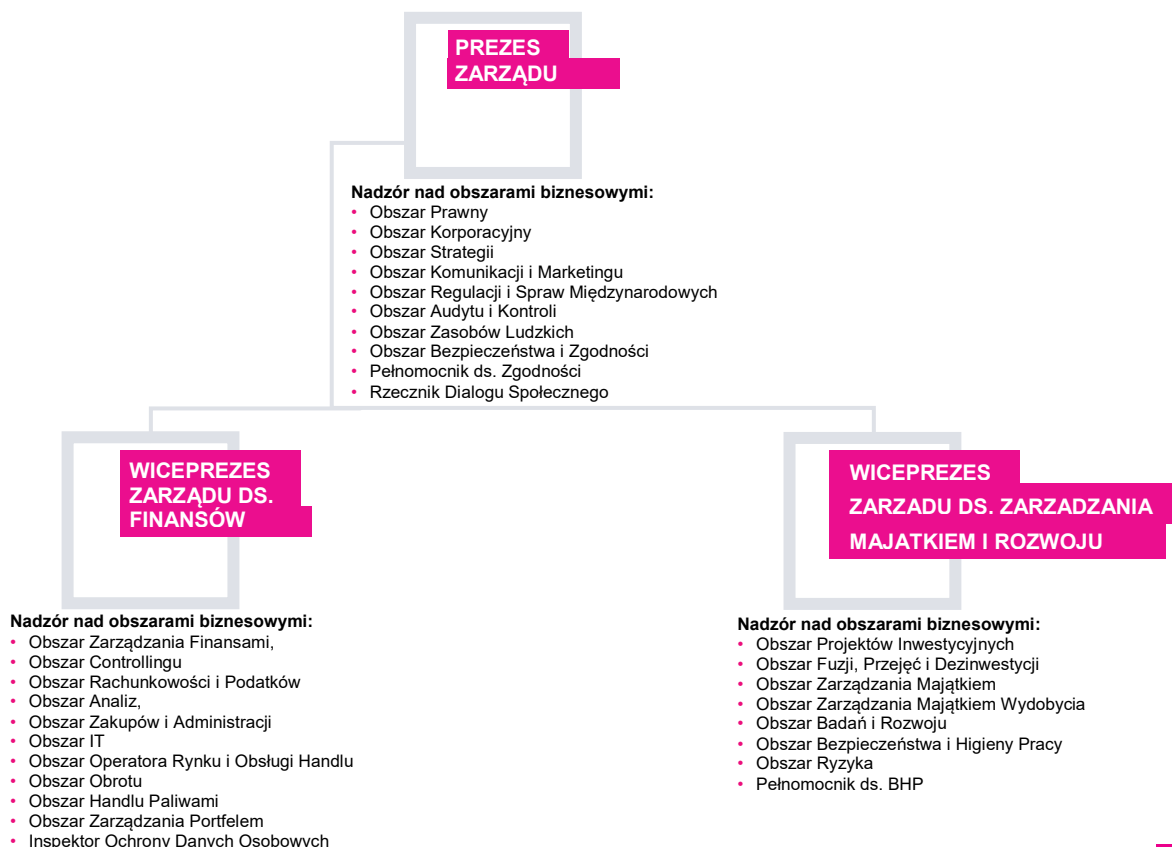 PREZES
ZARZĄDU
Nadzór nad obszarami biznesowymi:
• Obszar Prawny
• Obszar Korporacyjny
• Obszar Strategii
• Obszar Komunikacji i Marketingu
• Obszar Regulacji i Spraw Międzynarodowych
• Obszar Audytu i Kontroli
• Obszar Zasobów Ludzkich
• Obszar Bezpieczeństwa i Zgodności
• Pełnomocnik ds. Zgodności
• Rzecznik Dialogu Społecznego
WICEPREZES
ZARZĄDU DS.
FINANSÓW
Nadzór nad obszarami biznesowymi:
• Obszar Zarządzania Finansami,
• Obszar Controllingu
• Obszar Rachunkowości i Podatków
• Obszar Analiz,
• Obszar Zakupów i Administracji
• Obszar IT
• Obszar Operatora Rynku i Obsługi Handlu
• Obszar Obrotu
• Obszar Handlu Paliwami
• Obszar Zarządzania Portfelem
• Inspektor Ochrony Danych Osobowych
WICEPREZES
ZARZADU DS. ZARZADZANIA
MAJATKIEM I ROZWOJU
Nadzór nad obszarami biznesowymi:
• Obszar Projektów Inwestycyjnych
• Obszar Fuzji, Przejęć i Dezinwestycji
• Obszar Zarządzania Majątkiem
• Obszar Zarządzania Majątkiem Wydobycia
• Obszar Badań i Rozwoju
• Obszar Bezpieczeństwa i Higieny Pracy
• Obszar Ryzyka
• Pełnomocnik ds. BHP